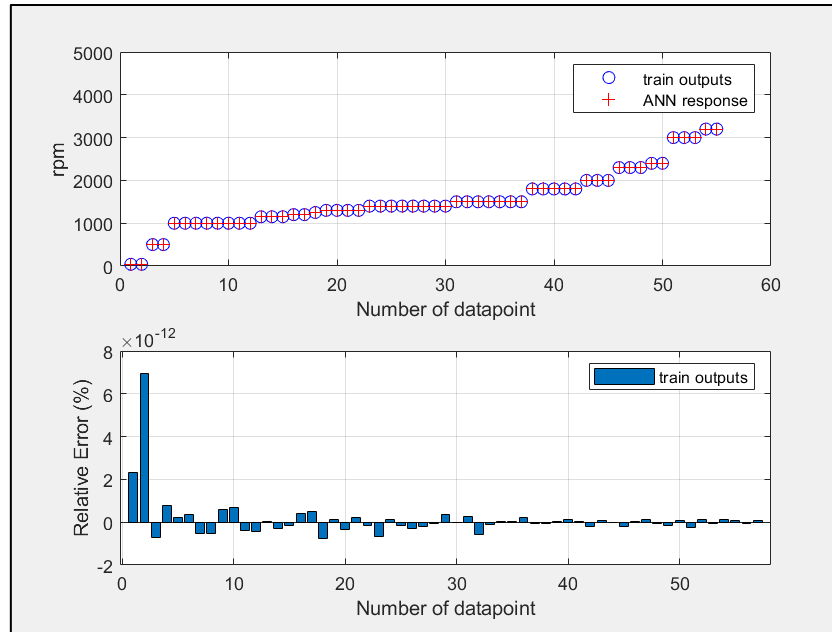 5000
4000
3000
2000
1000
0
rpm
train outputs
ANN response
0 10 20 30 40 50 60
Number of datapoint
×10-12
8
6
4
2
0
-2
Relative Error (%)
train outputs
0 10 20 30 40 50
Number of datapoint